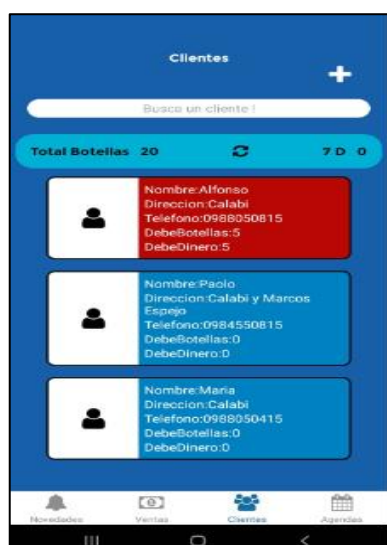 Clientes
Busca un cliente !
Total Botellas 20 7 D 0
Nombre:Alfonso
Direccion:Calabi
Telefono:0988050815
DebeBotellas:5
DebeDinero:5
Nombre:Paolo
Direccion:Calabi y Marcos
Espejo
Telefono:0984550815
DebeBotellas:0
DebeDinero:0
Nombre:Maria
Direccion:Calabi
Telefono:0988050415
DebeBotellas:0
DebeDinero:0
Novedades Ventas Clientes Agendas